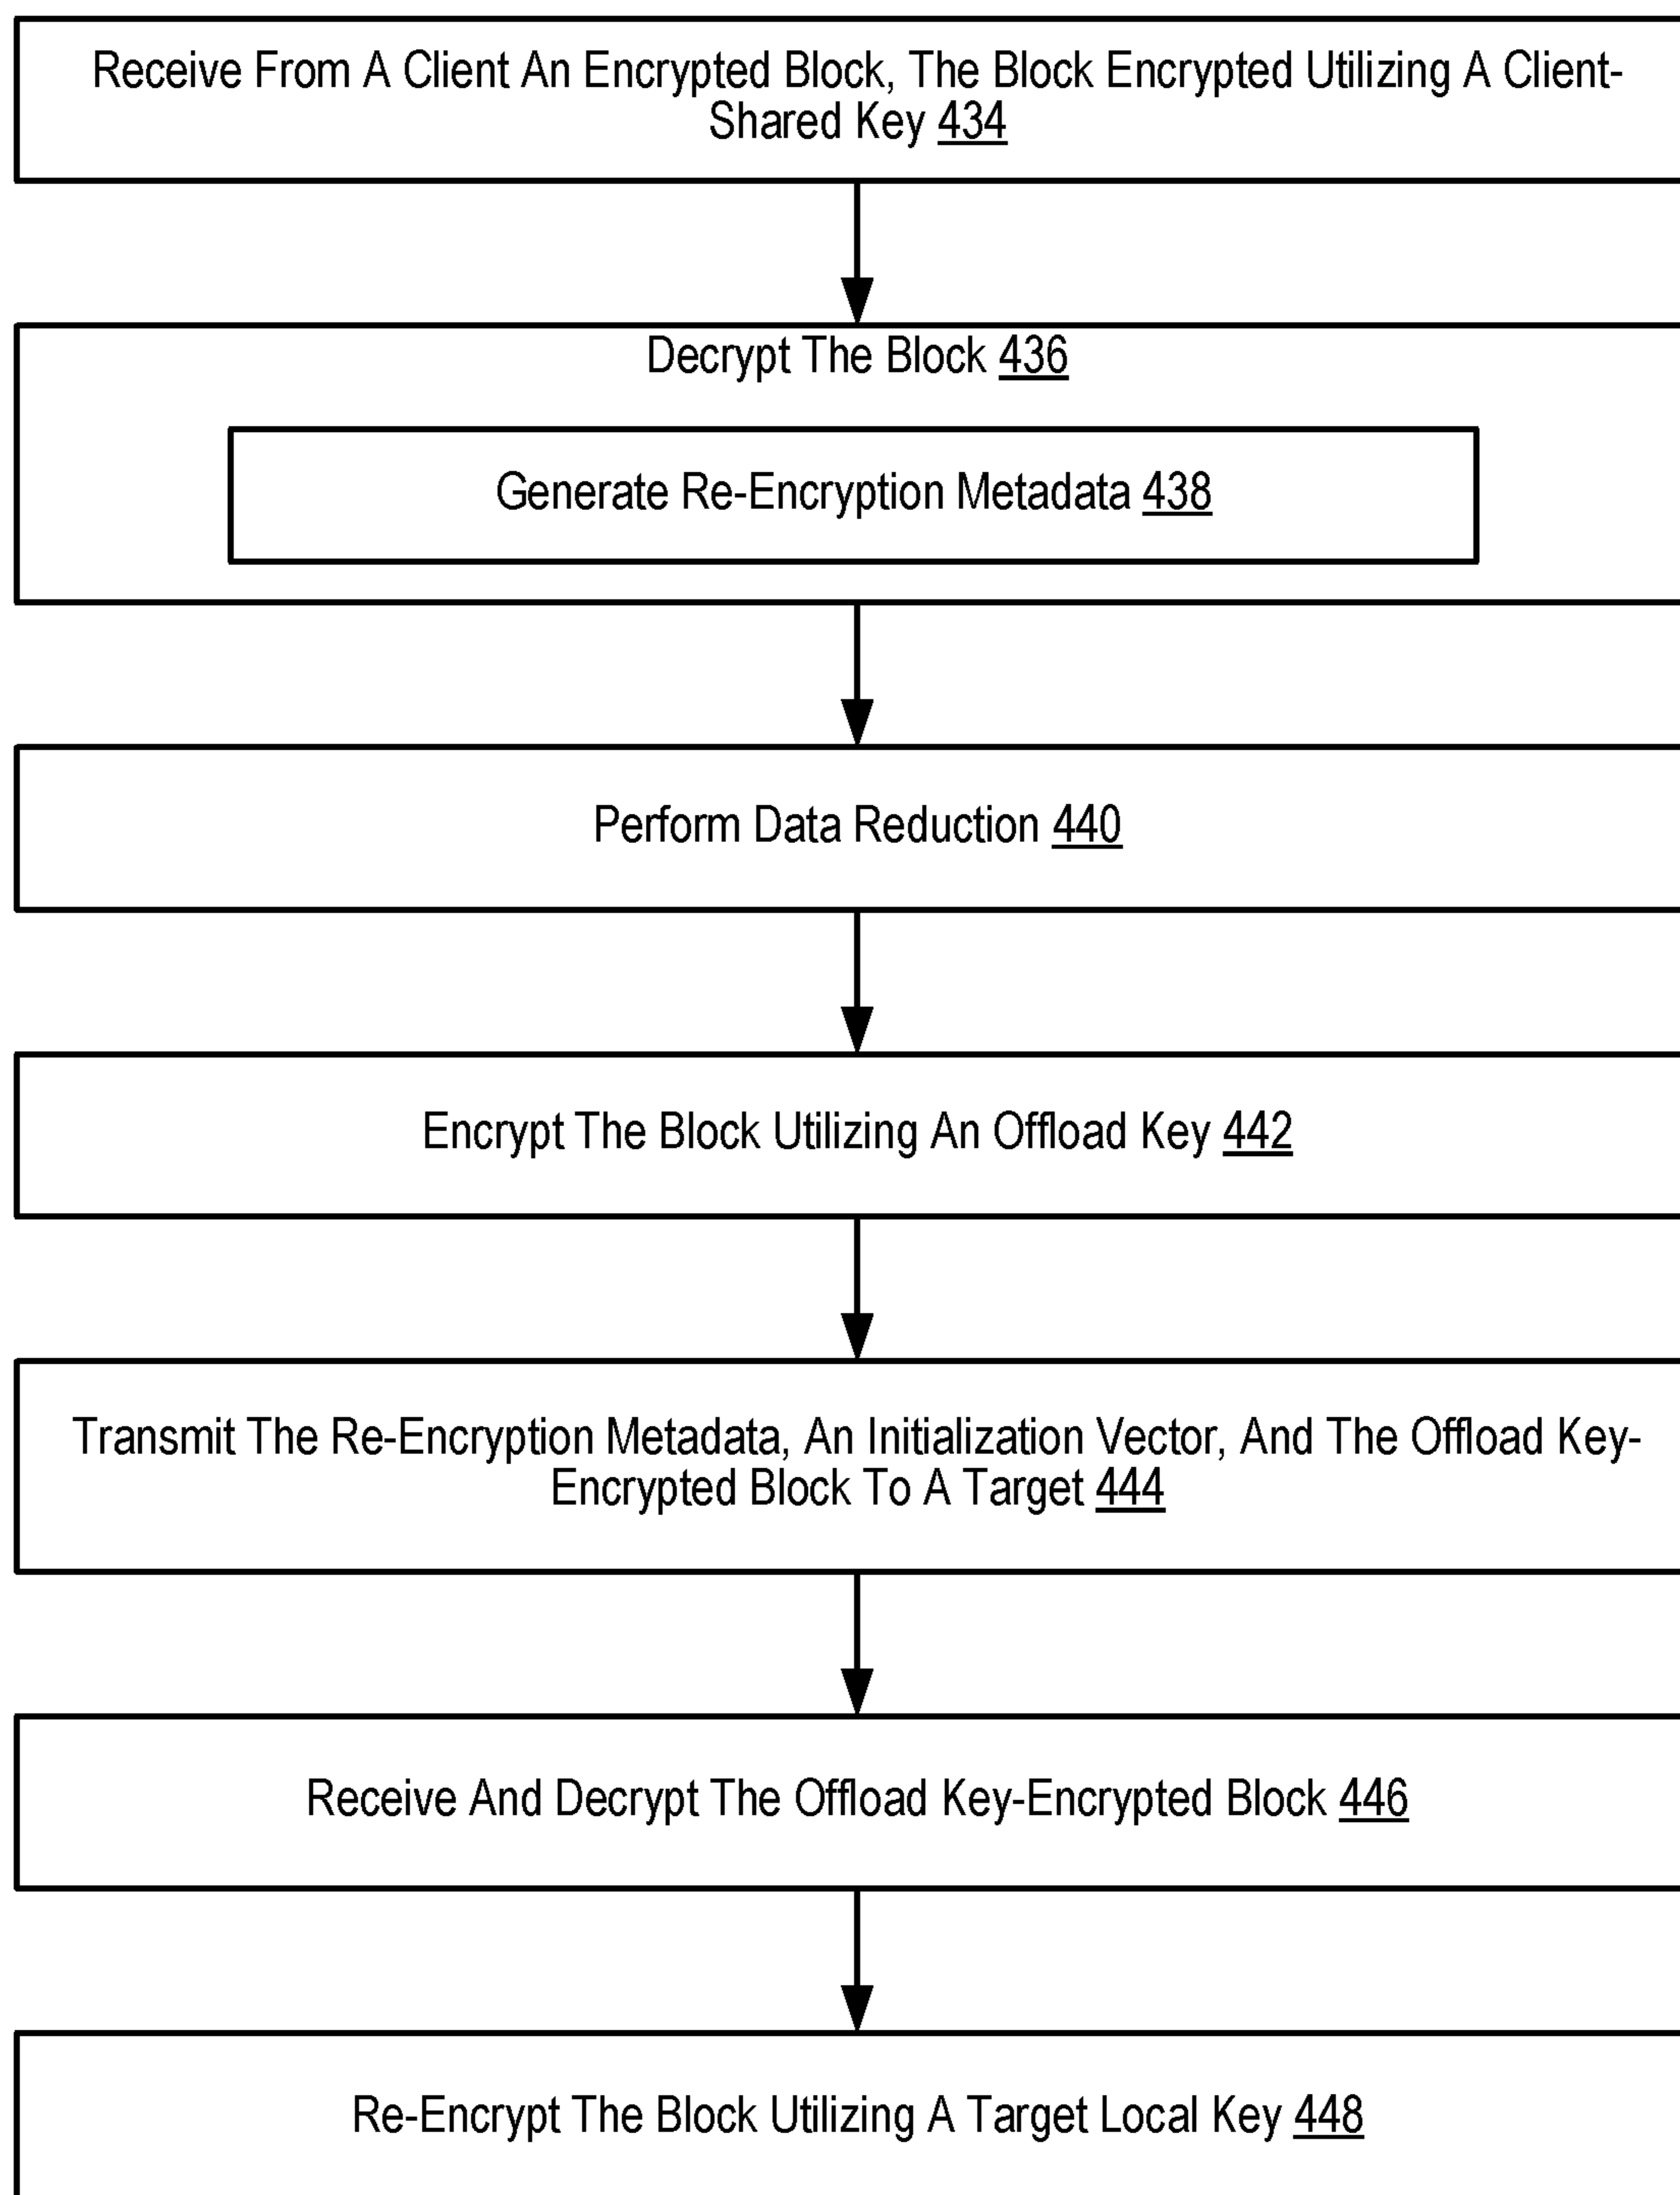 Receive From A Client An Encrypted Block, The Block Encrypted Utilizing A Client-
Shared Key 434
Decrypt The Block 436
Generate Re-Encryption Metadata 438
Perform Data Reduction 440
Encrypt The Block Utilizing An Offload Key 442
Transmit The Re-Encryption Metadata, An Initialization Vector, And The Offload Key-
Encrypted Block To A Target 444
Receive And Decrypt The Offload Key-Encrypted Block 446
Re-Encrypt The Block Utilizing A Target Local Key 448